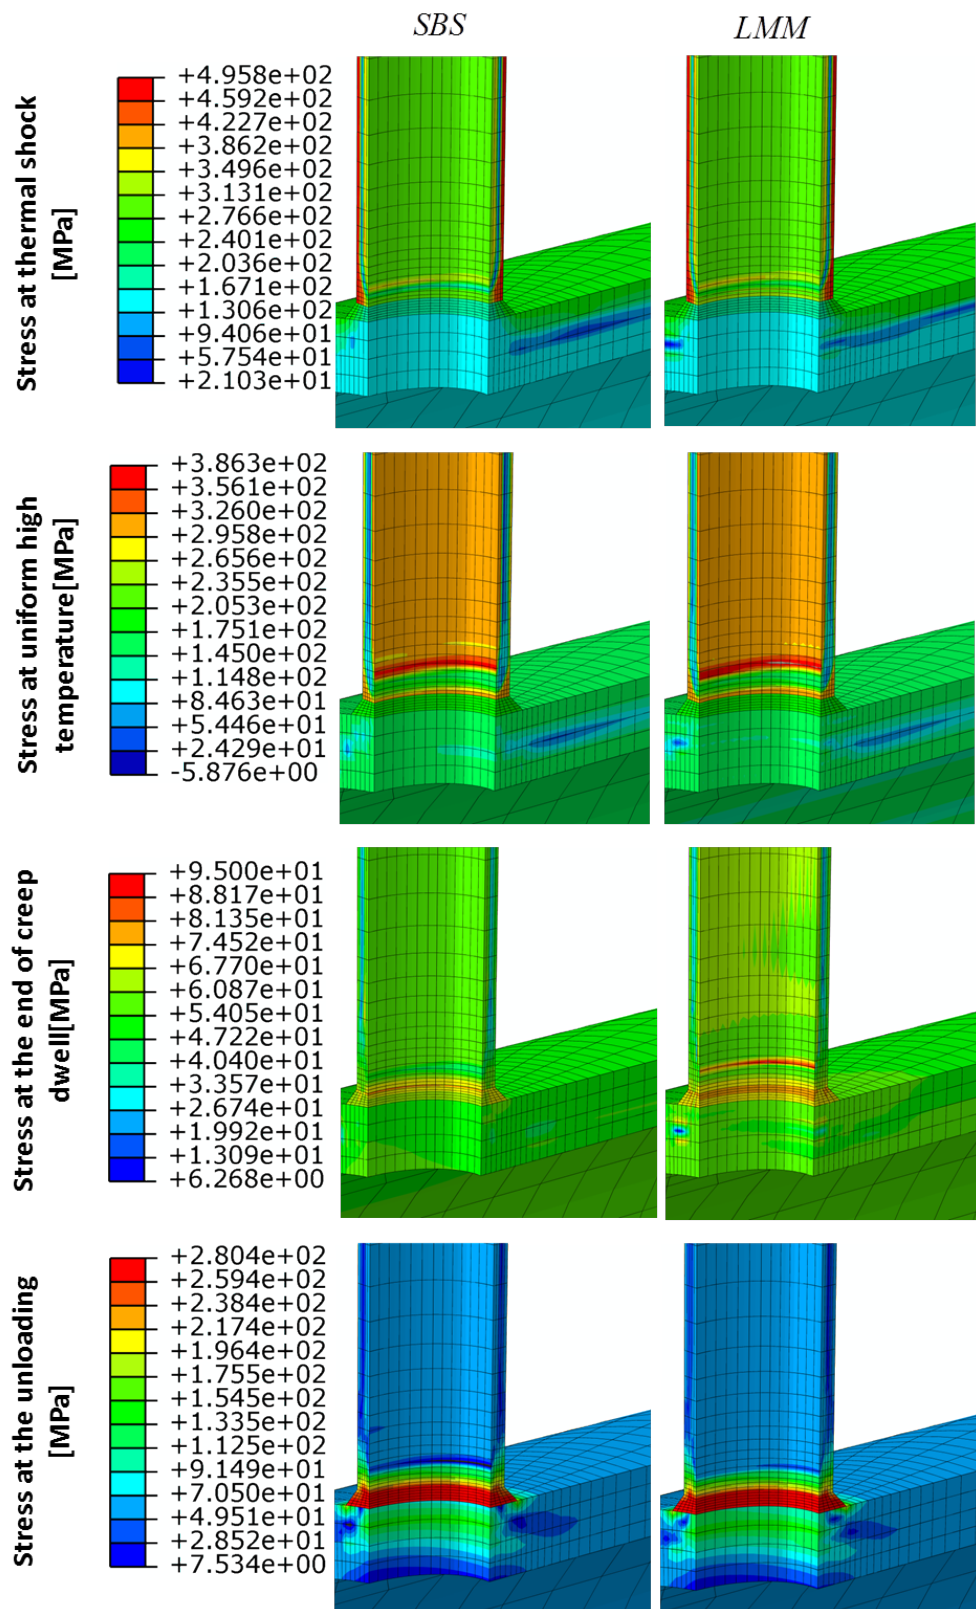 SBS
LMM
Stress at thermal shock
[MPa]
+4.958e+02
+4.592e+02
+4.227e+02
+3.862e+02
+3.496e+02
+3.131e+02
+2.766e+02
+2.401e+02
+2.036e+02
+1.671e+02
+1.306e+02
+9.406e+01
+5.754e+01
+2.103e+01
Stress at uniform high
temperature[MPa]
+3.863e+02
+3.561e+02
+3.260e+02
+2.958e+02
+2.656e+02
+2.355e+02
+2.053e+02
+1.751e+02
+1.450e+02
+1.148e+02
+8.463e+01
+5.446e+01
+2.429e+01
-5.876e+00
Stress at the end of creep
dwell[MPa]
+9.500e+01
+8.817e+01
+8.135e+01
+7.452e+01
+6.770e+01
+6.087e+01
+5.405e+01
+4.722e+01
+4.040e+01
+3.357e+01
+2.674e+01
+1.992e+01
+1.309e+01
+6.268e+00
Stress at the unloading
[MPa]
+2.804e+02
+2.594e+02
+2.384e+02
+2.174e+02
+1.964e+02
+1.755e+02
+1.545e+02
+1.335e+02
+1.125e+02
+9.149e+01
+7.050e+01
+4.951e+01
+2.852e+01
+7.534e+00